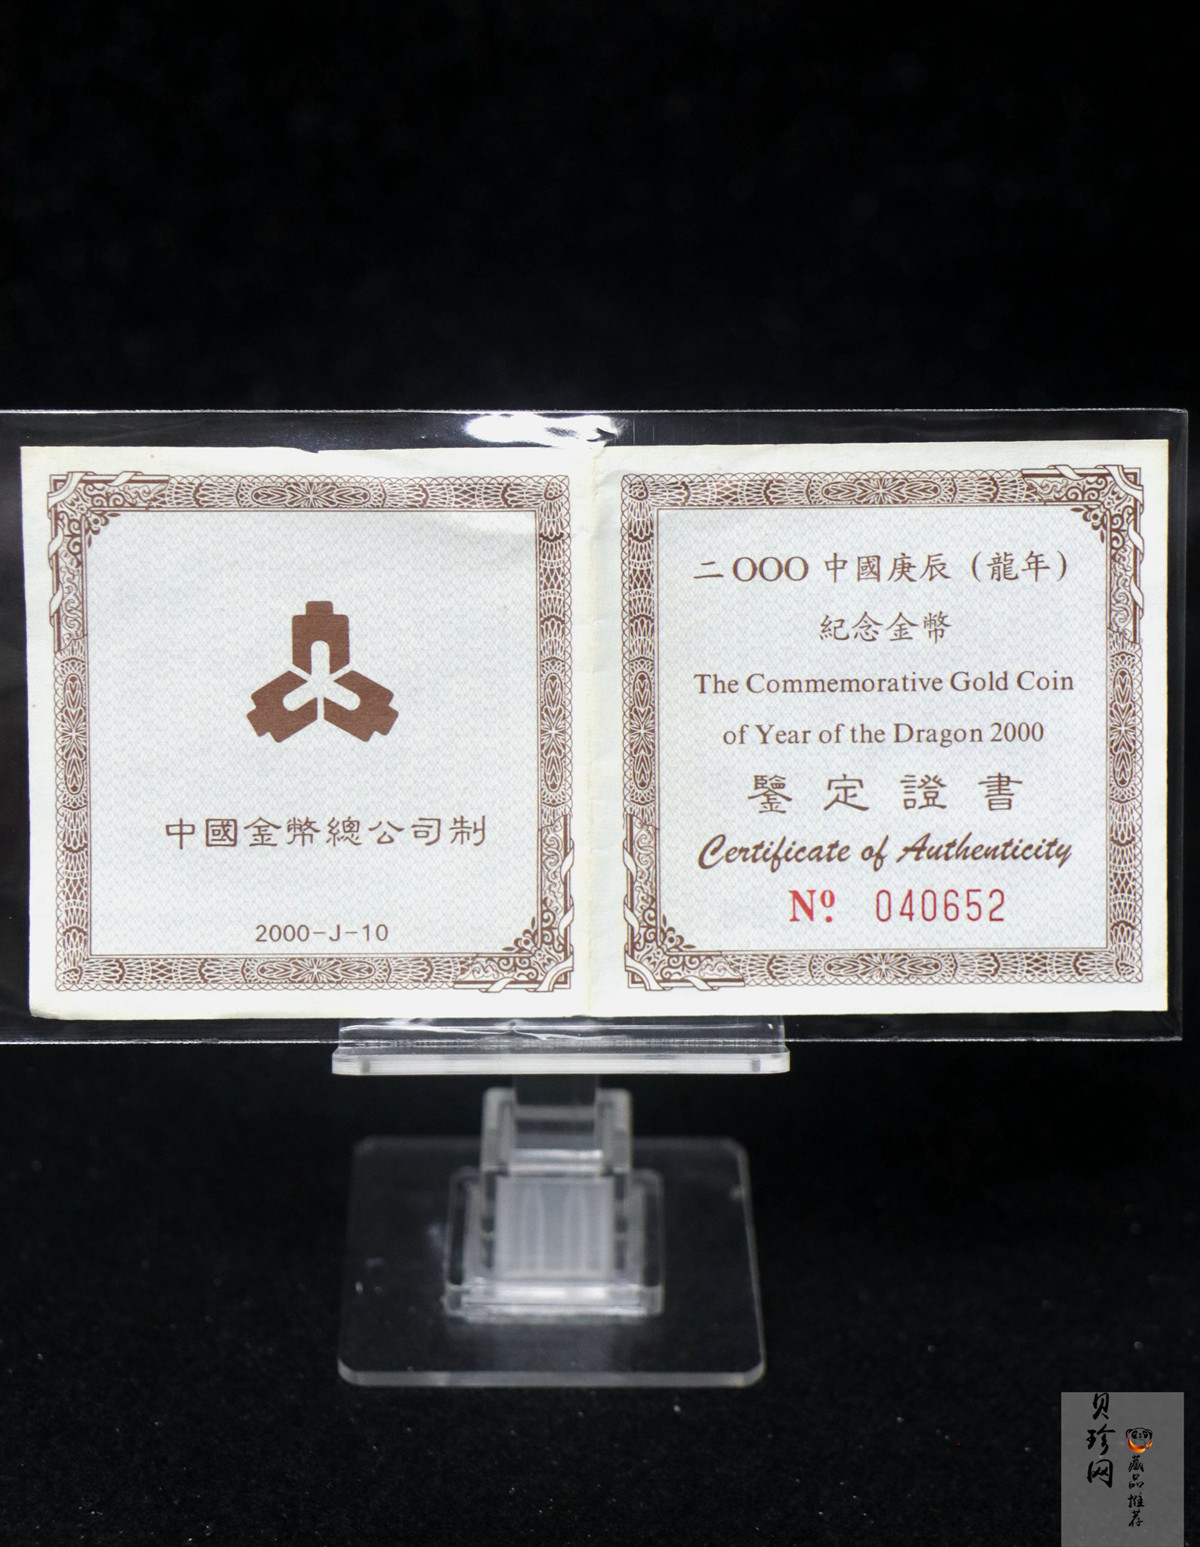 中國金幣總公司制
2000-J-10
二OOO 中國庚辰（龍年）
紀念金幣
The Commemorative Gold Coin
of Year of the Dragon 2000
鑒定證書
Certificate of Authenticity
Nº. 040652
贝珍网
藏品推荐